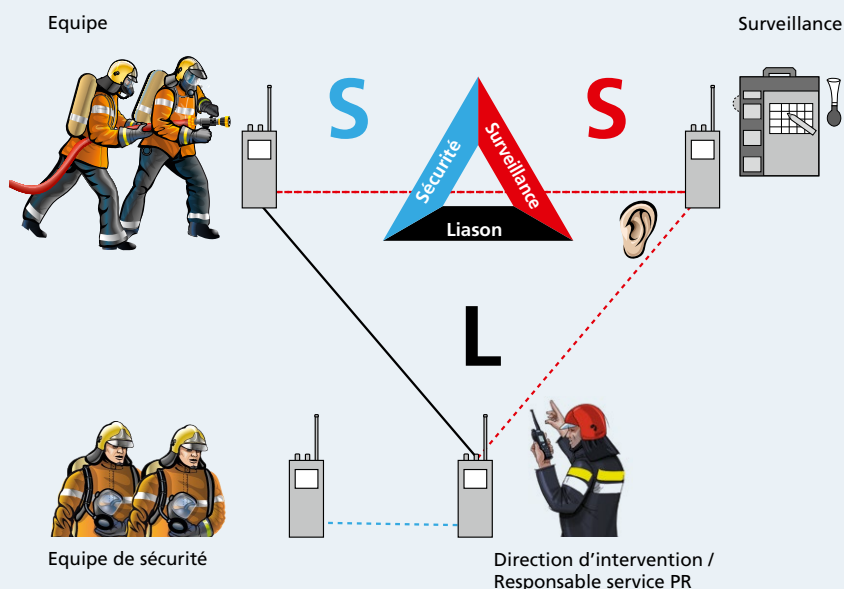 Equipe
Surveillance
S
S
Sécurité
Surveillance
Liason
L
Equipe de sécurité
Direction d’intervention /
Responsable service PR